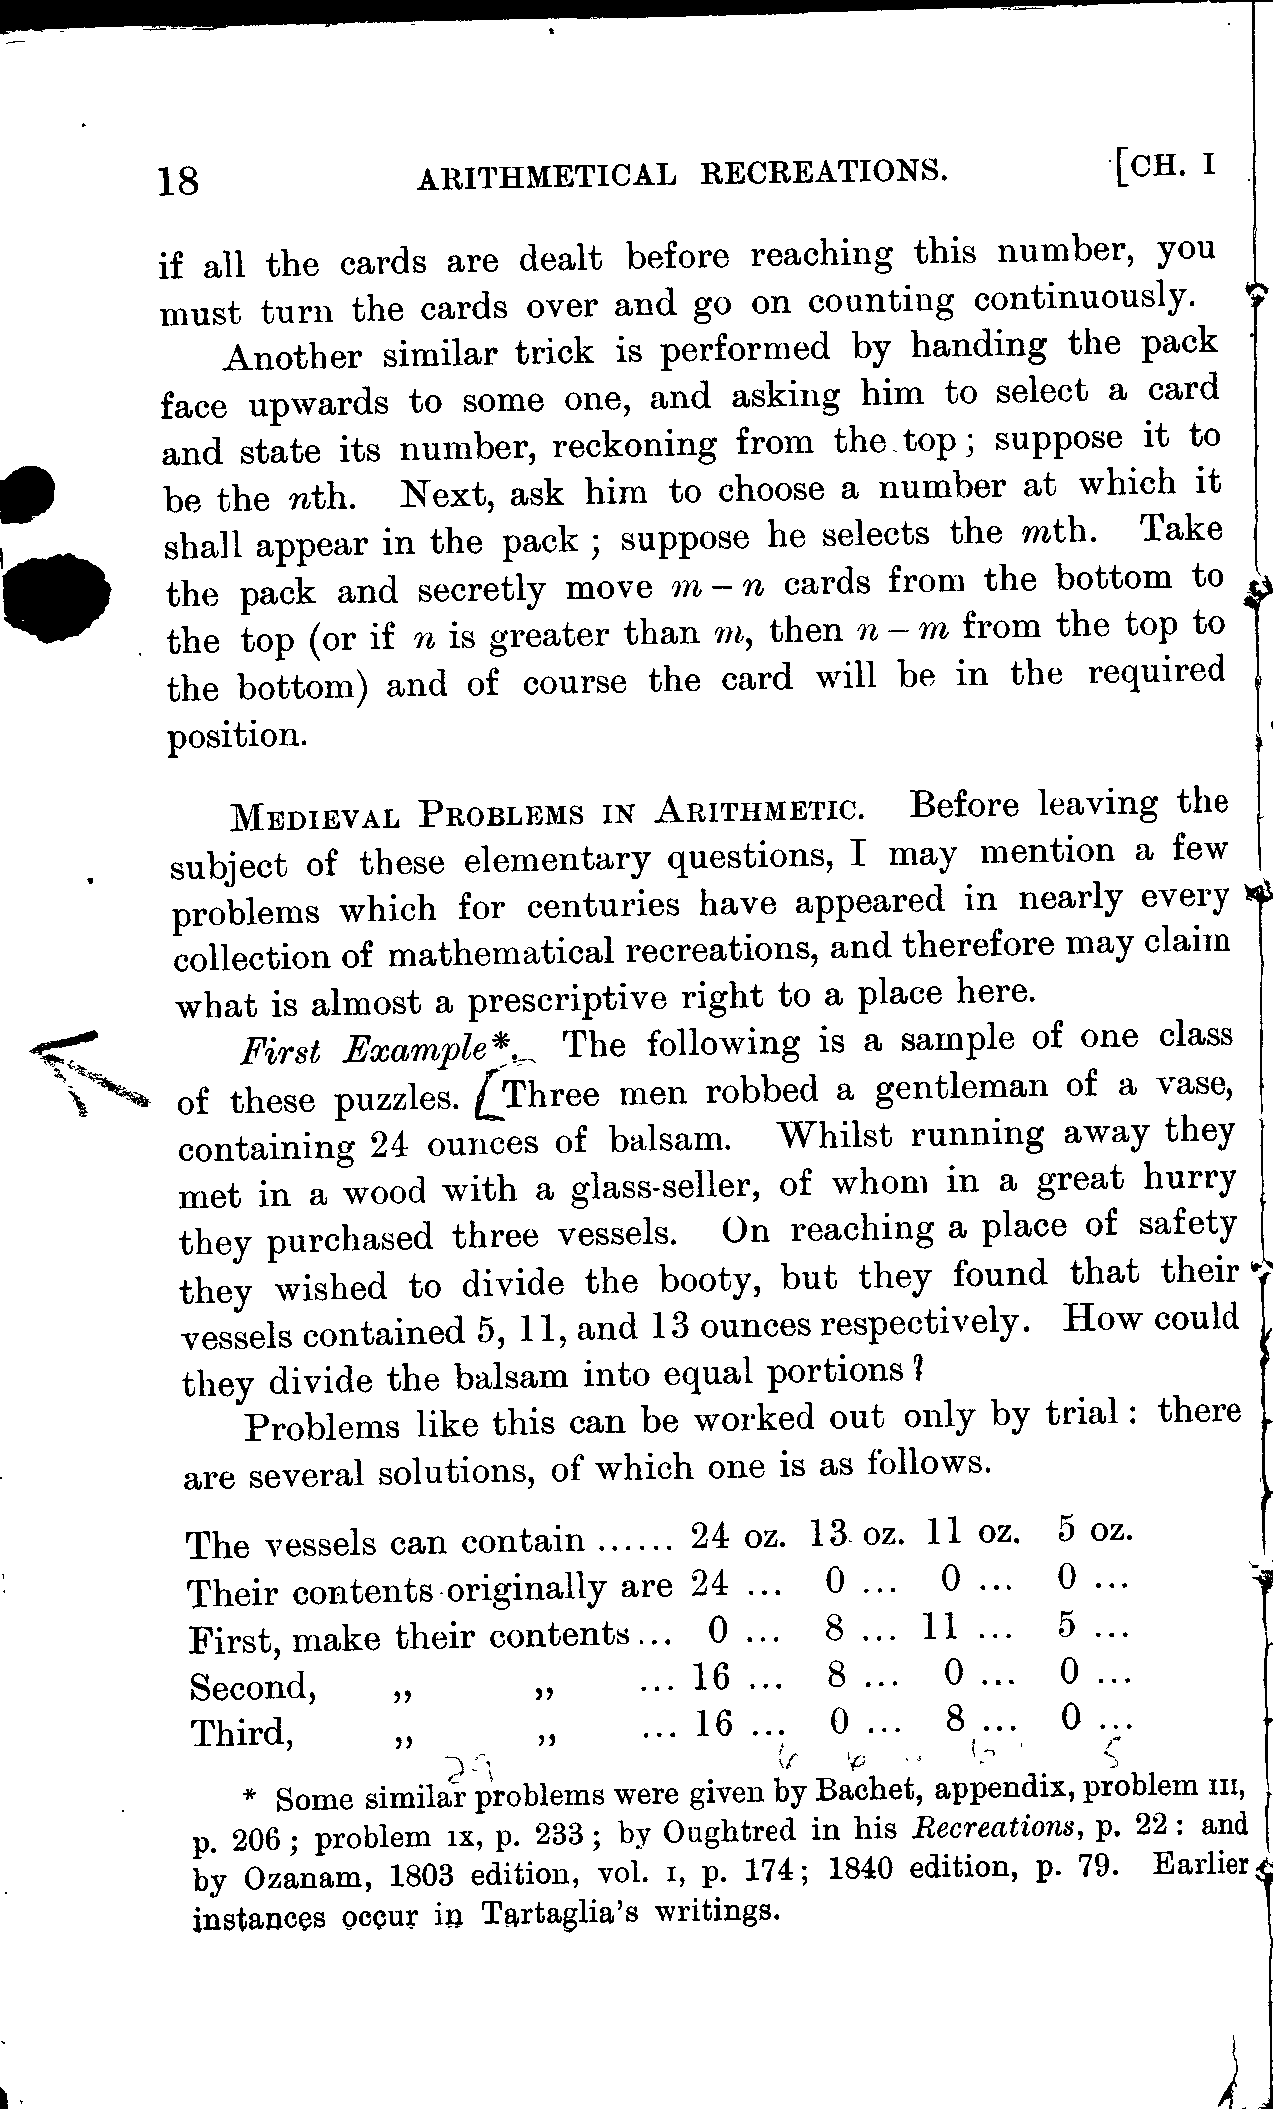 18 ARITHMETICAL RECREATIONS. [CH. I
if all the cards are dealt before reaching this number, you
must turn the cards over and go on counting continuously.
Another similar trick is performed by handing the pack
face upwards to some one, and asking him to select a card
and state its number, reckoning from the top; suppose it to
be the nth. Next, ask him to choose a number at which it
shall appear in the pack; suppose he selects the mth. Take
the pack and secretly move m – n cards from the bottom to
the top (or if n is greater than m, then n – m from the top to
the bottom) and of course the card will be in the required
position.
MEDIEVAL PROBLEMS IN ARITHMETIC. Before leaving the
subject of these elementary questions, I may mention a few
problems which for centuries have appeared in nearly every
collection of mathematical recreations, and therefore may claim
what is almost a prescriptive right to a place here.
First Example*. The following is a sample of one class
of these puzzles. [Three men robbed a gentleman of a vase,
containing 24 ounces of balsam. Whilst running away they
met in a wood with a glass-seller, of whom in a great hurry
they purchased three vessels. On reaching a place of safety
they wished to divide the booty, but they found that their
vessels contained 5, 11, and 13 ounces respectively. How could
they divide the balsam into equal portions?
Problems like this can be worked out only by trial: there
are several solutions, of which one is as follows.
The vessels can contain ...... 24 oz. 13 oz. 11 oz. 5 oz.
Their contents originally are 24 ... 0 ... 0 ... 0 ...
First, make their contents... 0 ... 8 ... 11 ... 5 ...
Second, ,, ,, ... 16 ... 8 ... 0 ... 0 ...
Third, ,, ,, ... 16 ... 0 ... 8 ... 0 ...
* Some similar problems were given by Bachet, appendix, problem III,
p. 206; problem IX, p. 233; by Oughtred in his Recreations, p. 22: and
by Ozanam, 1803 edition, vol. I, p. 174; 1840 edition, p. 79. Earlier
instances occur in Tartaglia's writings.